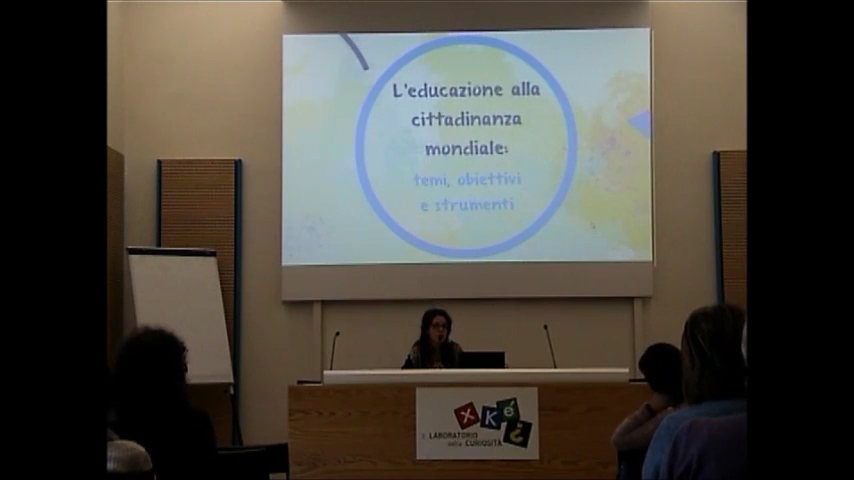 L'educazione alla
cittadinanza
mondiale:
temi, obiettivi
e strumenti
xké?
il LABORATORIO
della CURIOSITÀ